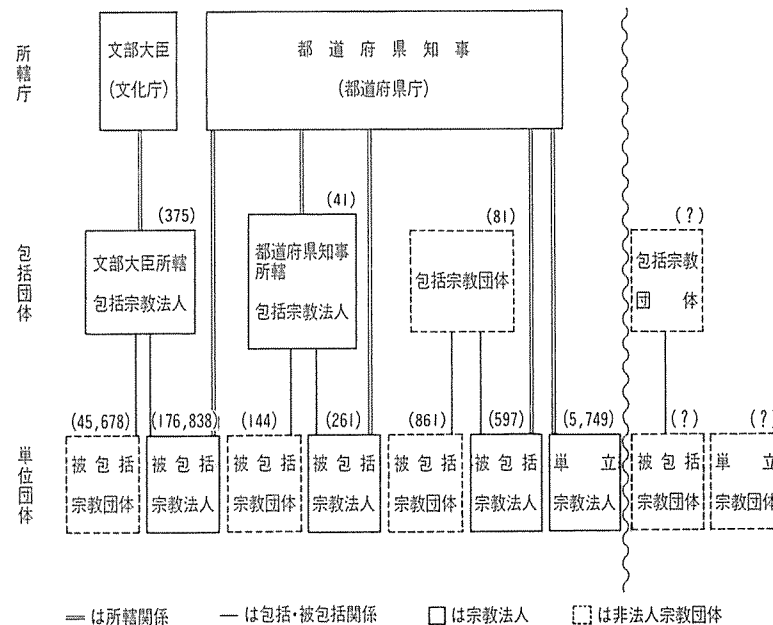 所轄庁
文部大臣
(文化庁)
都道府県知事
(都道府県庁)
包括団体
(375)
文部大臣所轄
包括宗教法人
(41)
都道府県知事
所轄
包括宗教法人
(81)
包括宗教団体
(?)
包括宗教
団体
単位団体
(45,678)
被包括
宗教団体
(176,838)
被包括
宗教法人
(144)
被包括
宗教団体
(261)
被包括
宗教法人
(861)
被包括
宗教団体
(597)
被包括
宗教法人
(5,749)
単立
宗教法人
(?)
被包括
宗教団体
(?)
単立
宗教団体
＝は所轄関係 —は包括・被包括関係 □は宗教法人 は非法人宗教団体